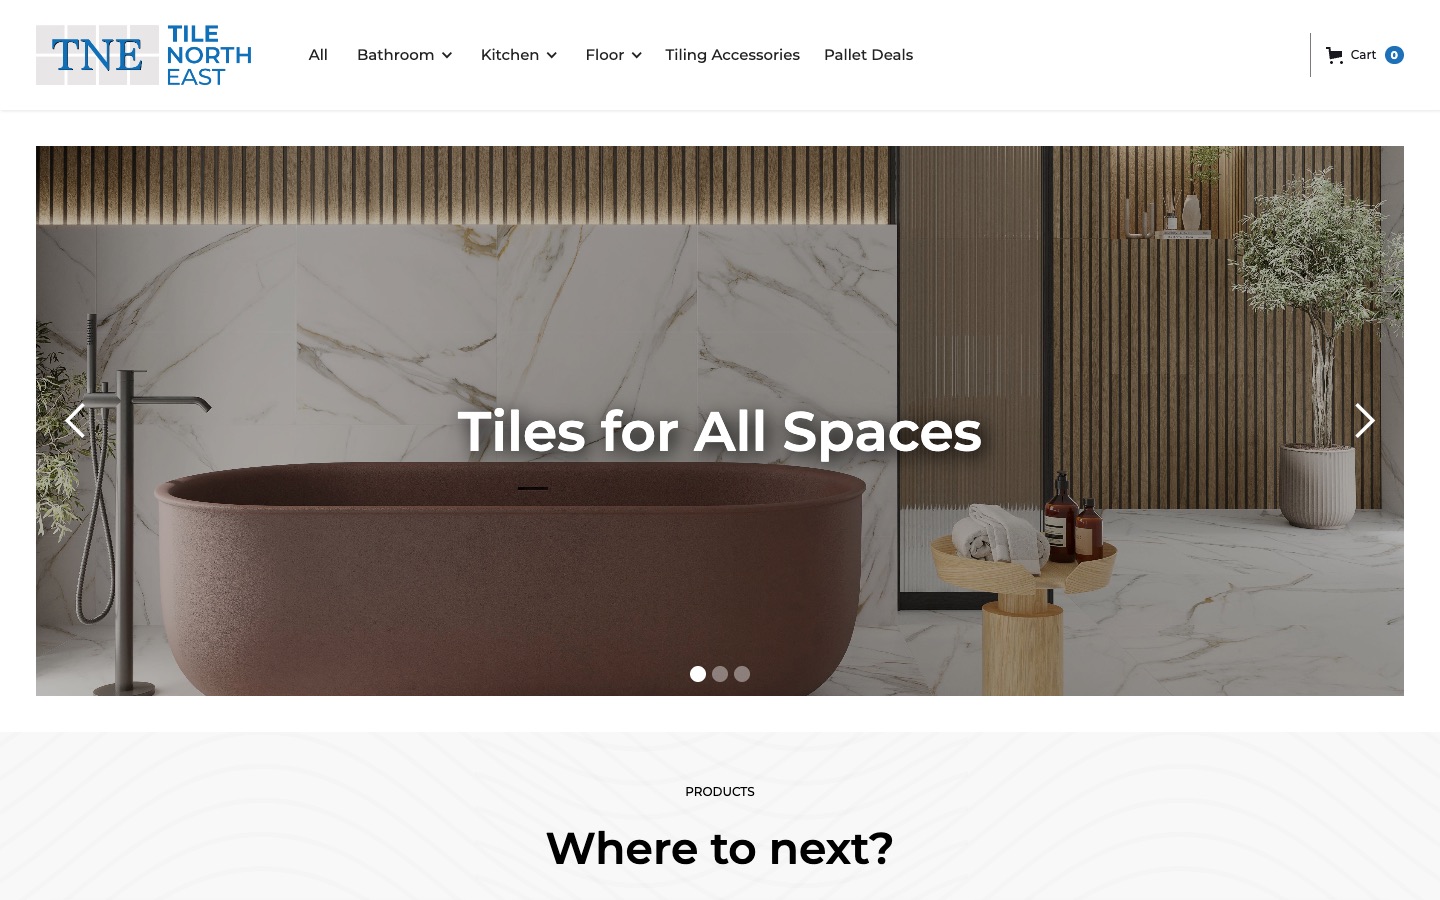 TNE
TILE
NORTH
EAST
All
Bathroom
Kitchen
Floor
Tiling Accessories
Pallet Deals
Cart
0
Tiles for All Spaces
PRODUCTS
Where to next?